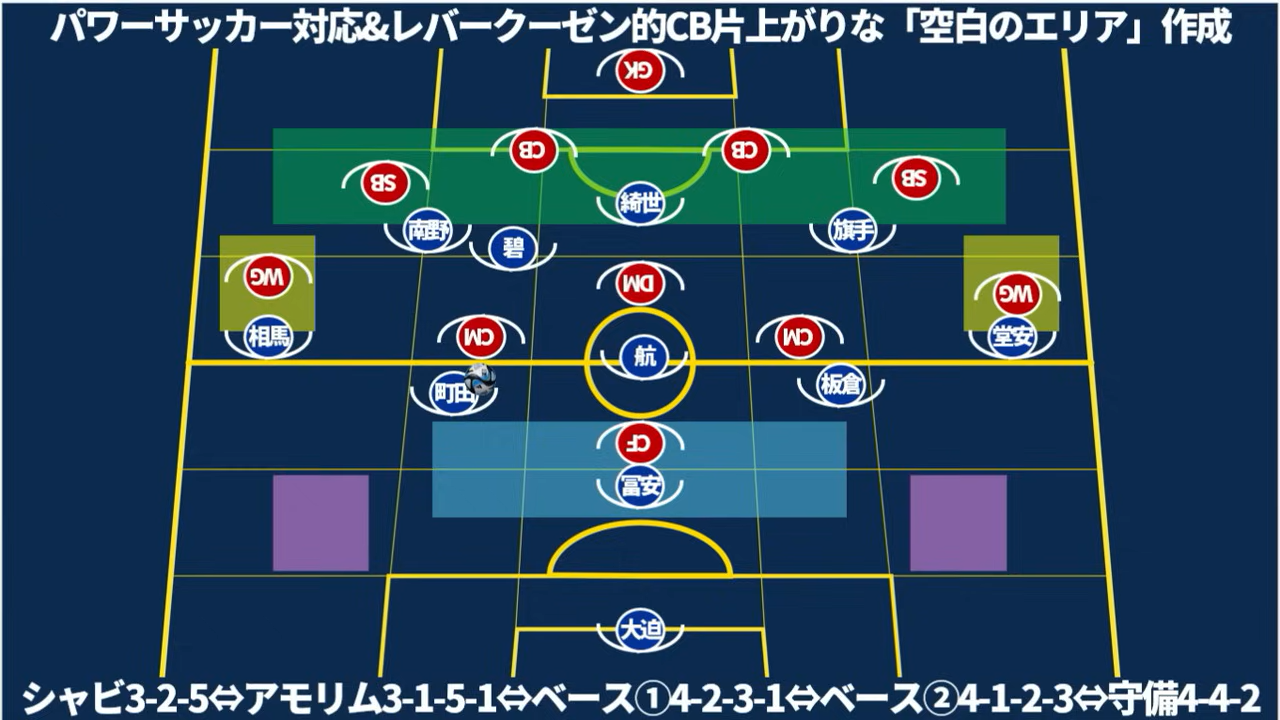 パワーサッカー対応&レバークーゼン的CB片上がりな「空白のエリア」作成
GK
CB
CB
SB
SB
綺世
南野
旗手
碧
WG
DM
WG
相馬
CM
CM
堂安
航
町田
板倉
CF
冨安
大迫
シャビ3-2-5⇔アモリム3-1-5-1⇔ベース①4-2-3-1⇔ベース②4-1-2-3⇔守備4-4-2